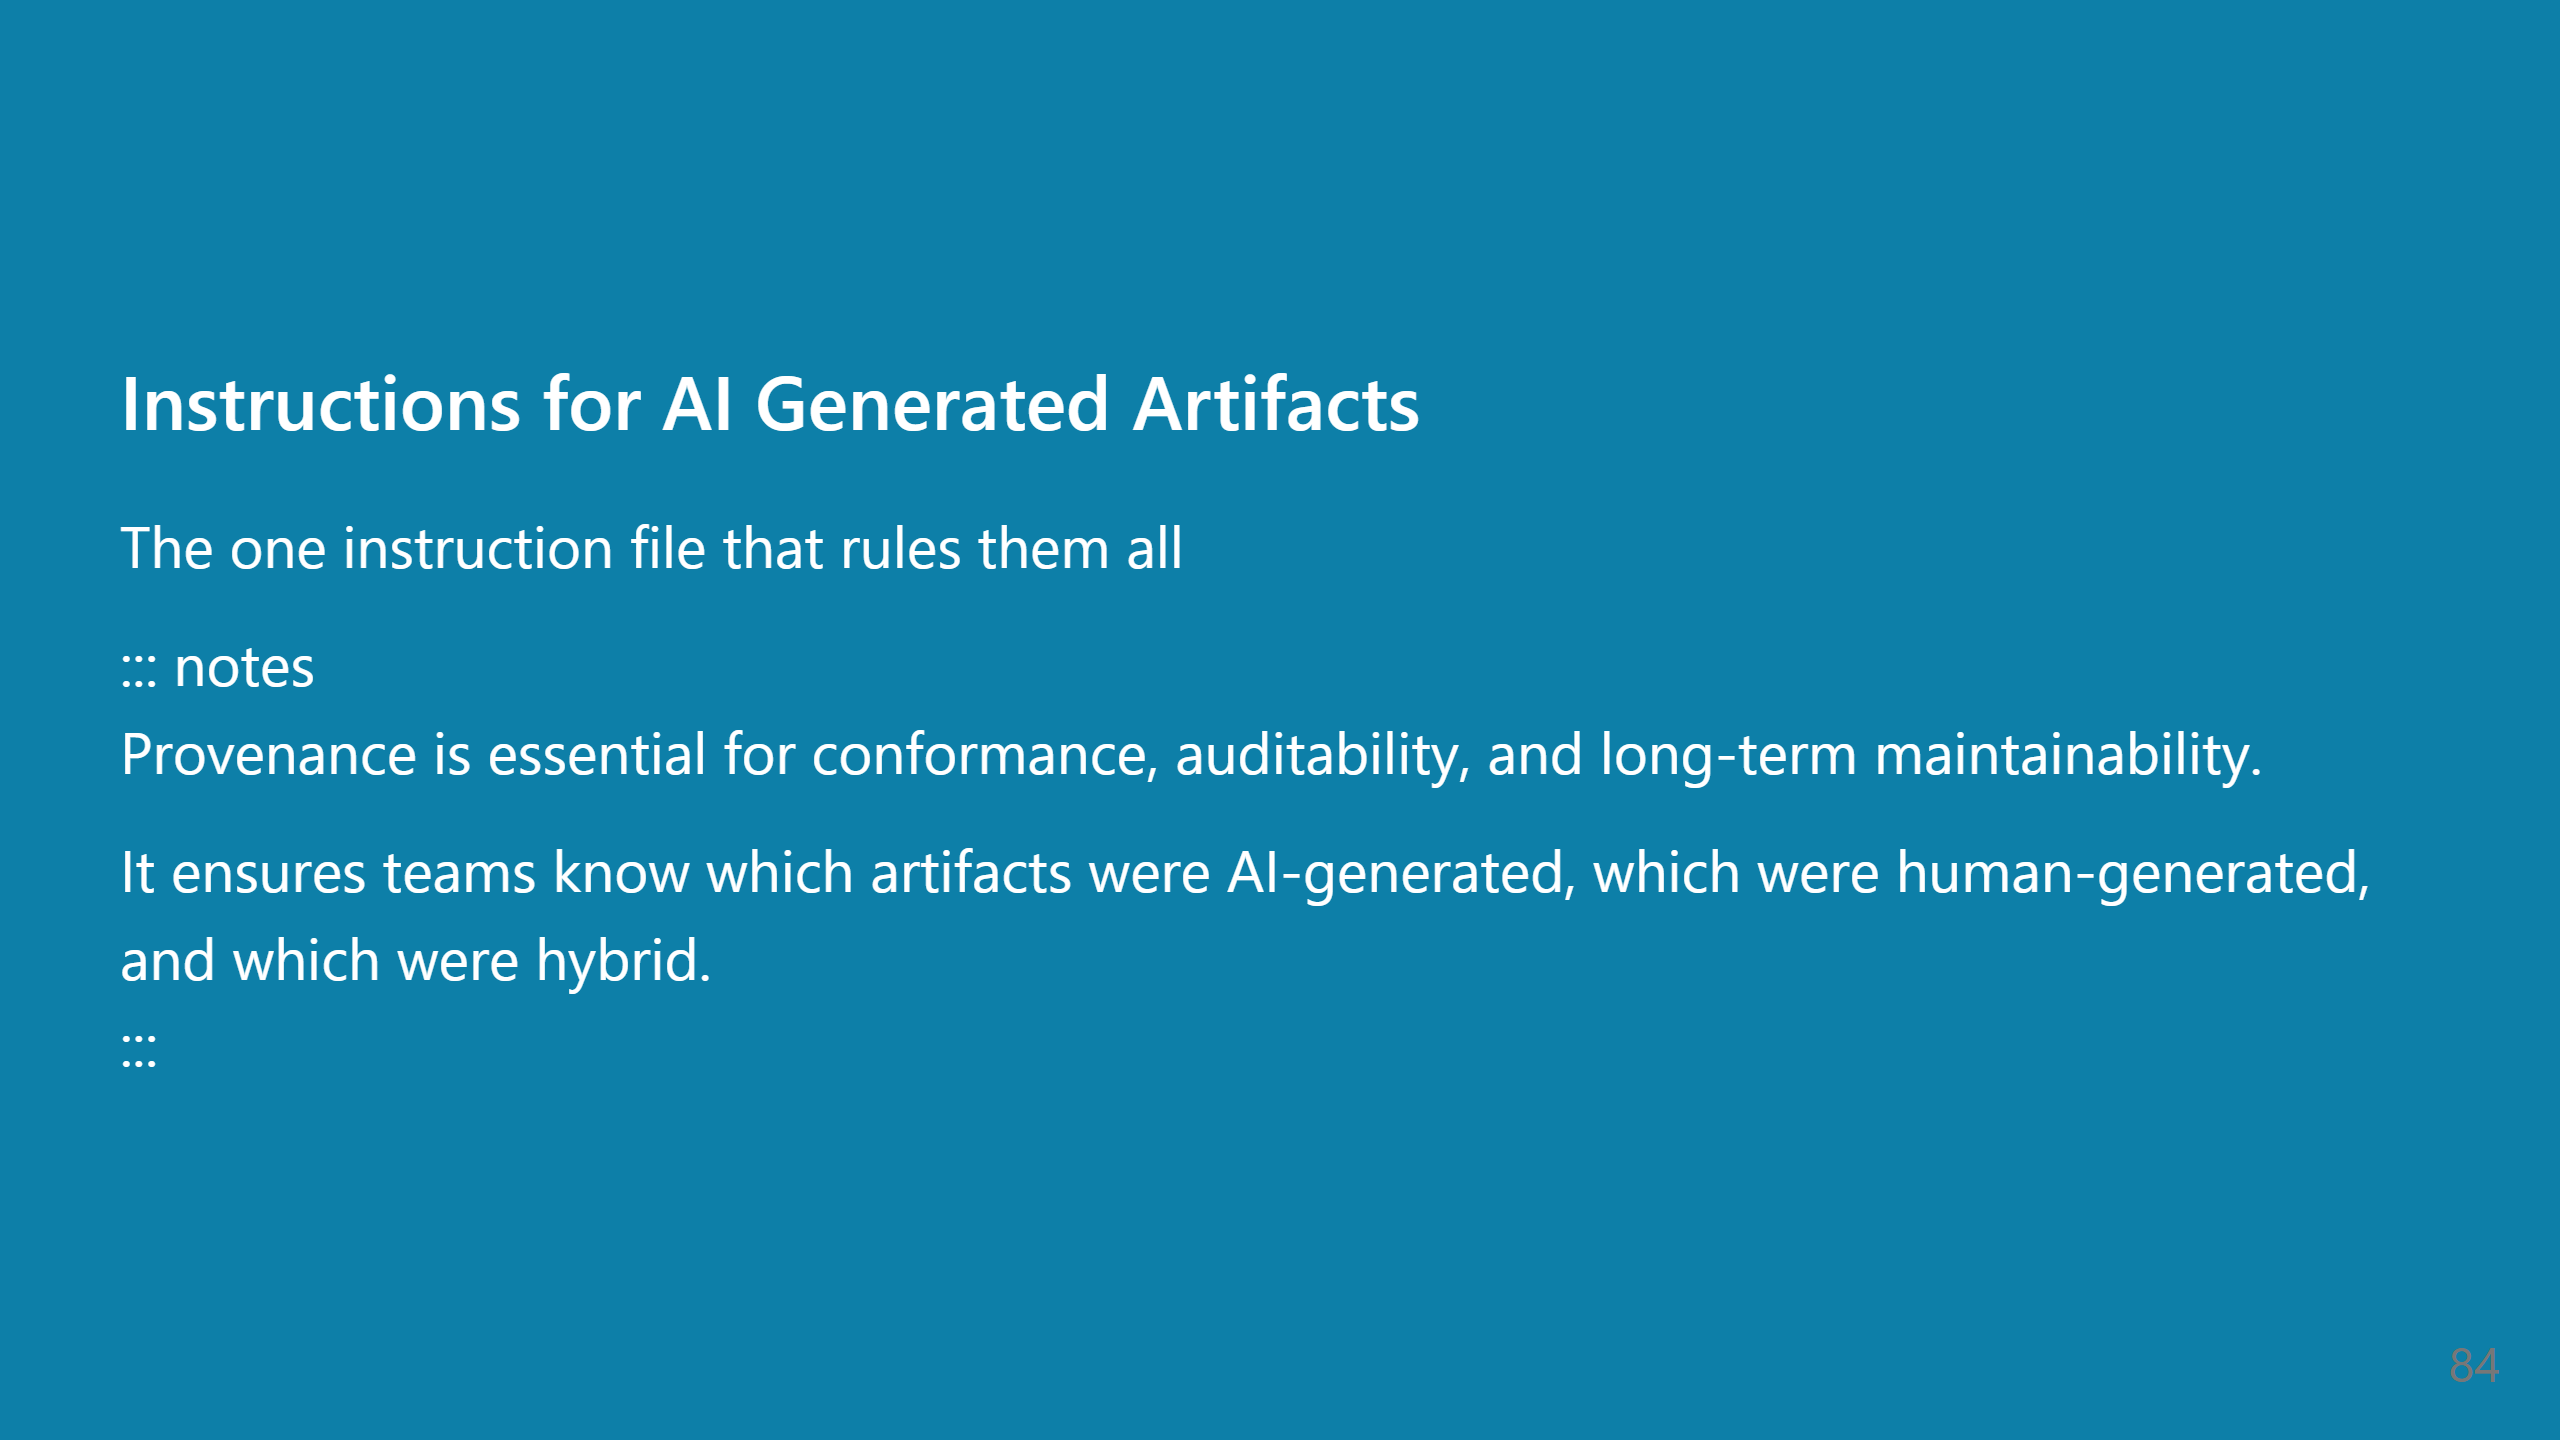 Instructions for AI Generated Artifacts
The one instruction file that rules them all
::: notes
Provenance is essential for conformance, auditability, and long-term maintainability.
It ensures teams know which artifacts were AI-generated, which were human-generated,
and which were hybrid.
:::
84